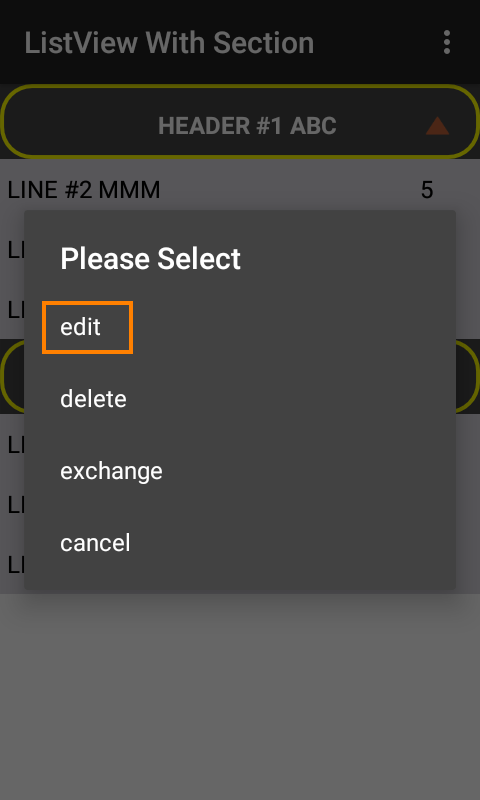 ListView With Section
HEADER #1 ABC
LINE #2 MMM 5
Please Select
edit
delete
exchange
cancel